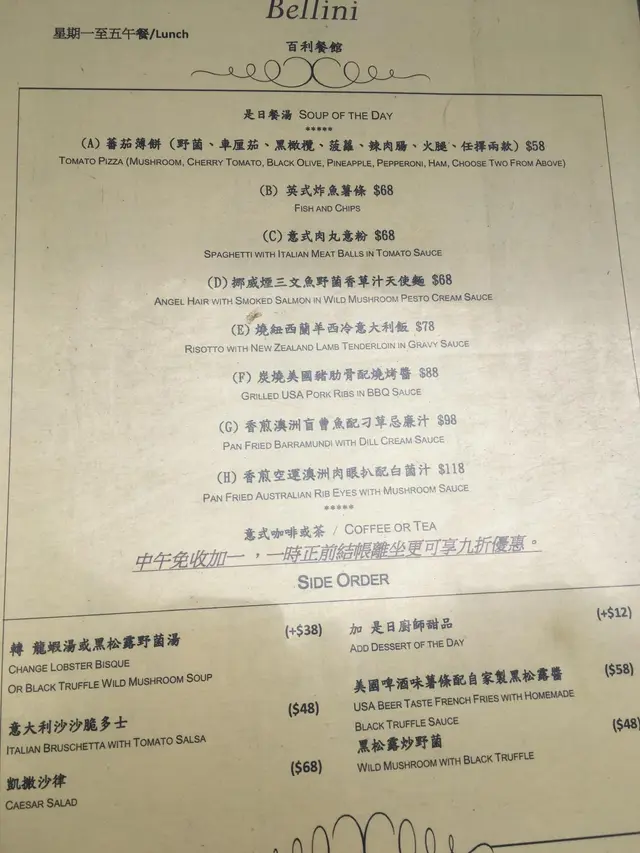 Bellini
星期一至五午餐/Lunch
百利餐館
是日餐湯 SOUP OF THE DAY
*****
(A) 蕃茄薄餅 (野菌、車厘茄、黑橄欖、菠蘿、辣肉腸、火腿、任擇兩款) $58
TOMATO PIZZA (MUSHROOM, CHERRY TOMATO, BLACK OLIVE, PINEAPPLE, PEPPERONI, HAM, CHOOSE TWO FROM ABOVE)
(B) 英式炸魚薯條 $68
FISH AND CHIPS
(C) 意式肉丸意粉 $68
SPAGHETTI WITH ITALIAN MEAT BALLS IN TOMATO SAUCE
(D) 挪威煙三文魚野菌香草汁天使麵 $68
ANGEL HAIR WITH SMOKED SALMON IN WILD MUSHROOM PESTO CREAM SAUCE
(E) 燒紐西蘭羊西冷意大利飯 $78
RISOTTO WITH NEW ZEALAND LAMB TENDERLOIN IN GRAVY SAUCE
(F) 炭燒美國豬肋骨配燒烤醬 $88
GRILLED USA PORK RIBS IN BBQ SAUCE
(G) 香煎澳洲盲曹魚配刁草忌廉汁 $98
PAN FRIED BARRAMUNDI WITH DILL CREAM SAUCE
(H) 香煎空運澳洲肉眼扒配白菌汁 $118
PAN FRIED AUSTRALIAN RIB EYES WITH MUSHROOM SAUCE
*****
意式咖啡或茶 / COFFEE OR TEA
中午免收加一，一時正前結帳離坐更可享九折優惠。
SIDE ORDER
轉 龍蝦湯或黑松露野菌湯 (+$38)
CHANGE LOBSTER BISQUE
OR BLACK TRUFFLE WILD MUSHROOM SOUP
意大利沙沙脆多士 ($48)
ITALIAN BRUSCHETTA WITH TOMATO SALSA
凱撒沙律 ($68)
CAESAR SALAD
加 是日廚師甜品 (+$12)
ADD DESSERT OF THE DAY
美國啤酒味薯條配自家製黑松露醬 ($58)
USA BEER TASTE FRENCH FRIES WITH HOMEMADE
BLACK TRUFFLE SAUCE
黑松露炒野菌 ($48)
WILD MUSHROOM WITH BLACK TRUFFLE